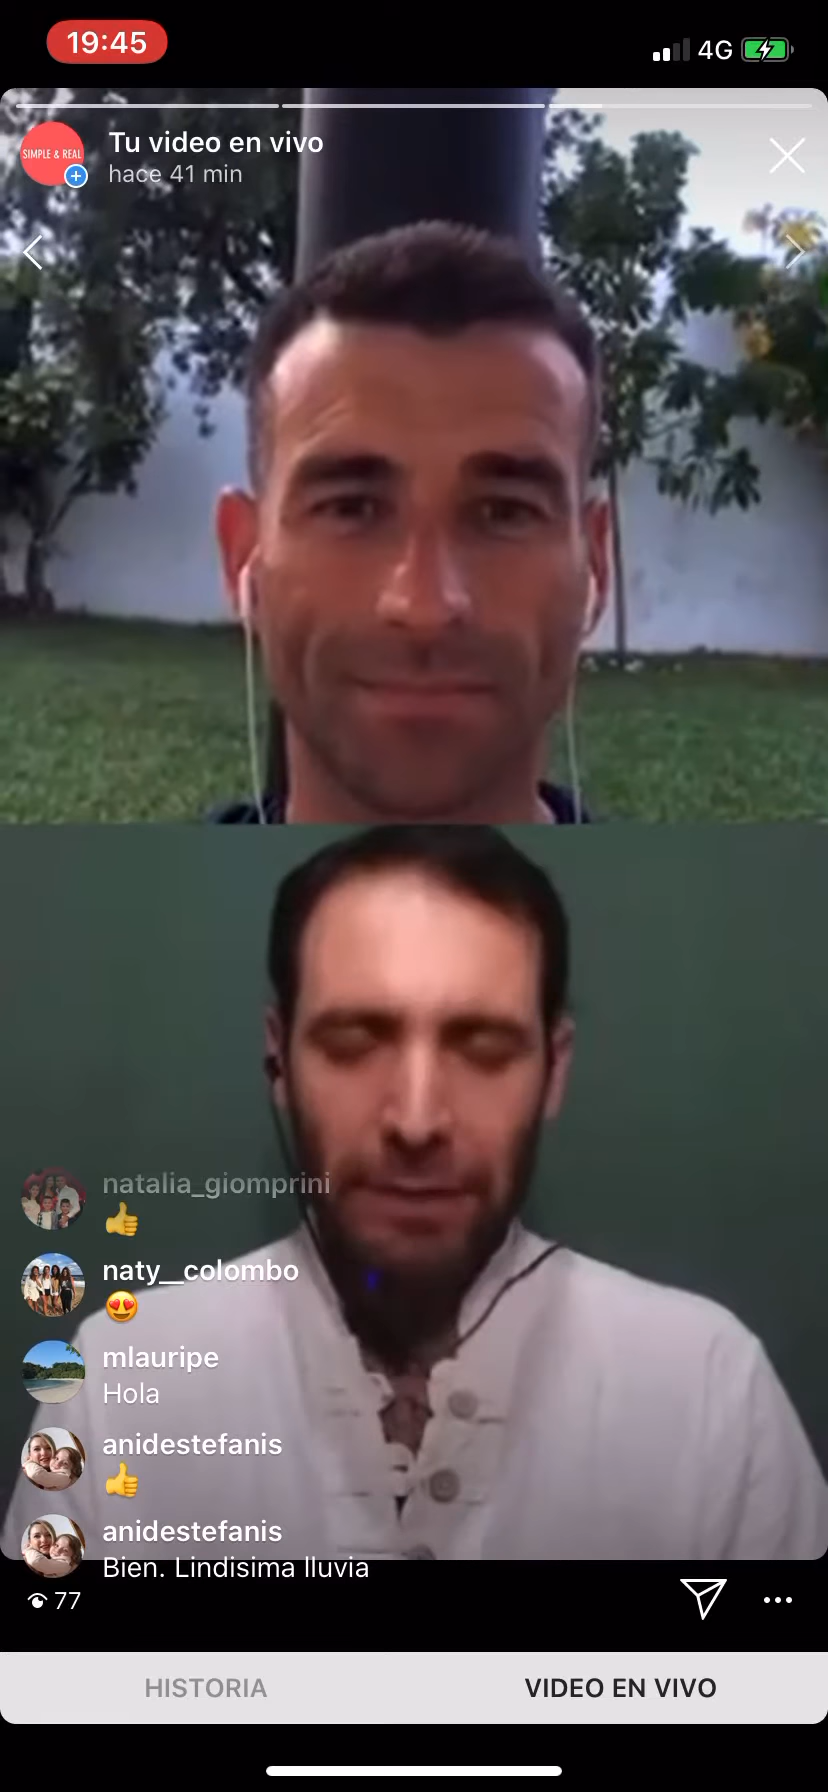 19:45
4G
SIMPLE & REAL
Tu video en vivo
hace 41 min
natalia_giomprini
👍
naty__colombo
😍
mlauripe
Hola
anidestefanis
👍
anidestefanis
Bien. Lindisima lluvia
77
HISTORIA
VIDEO EN VIVO